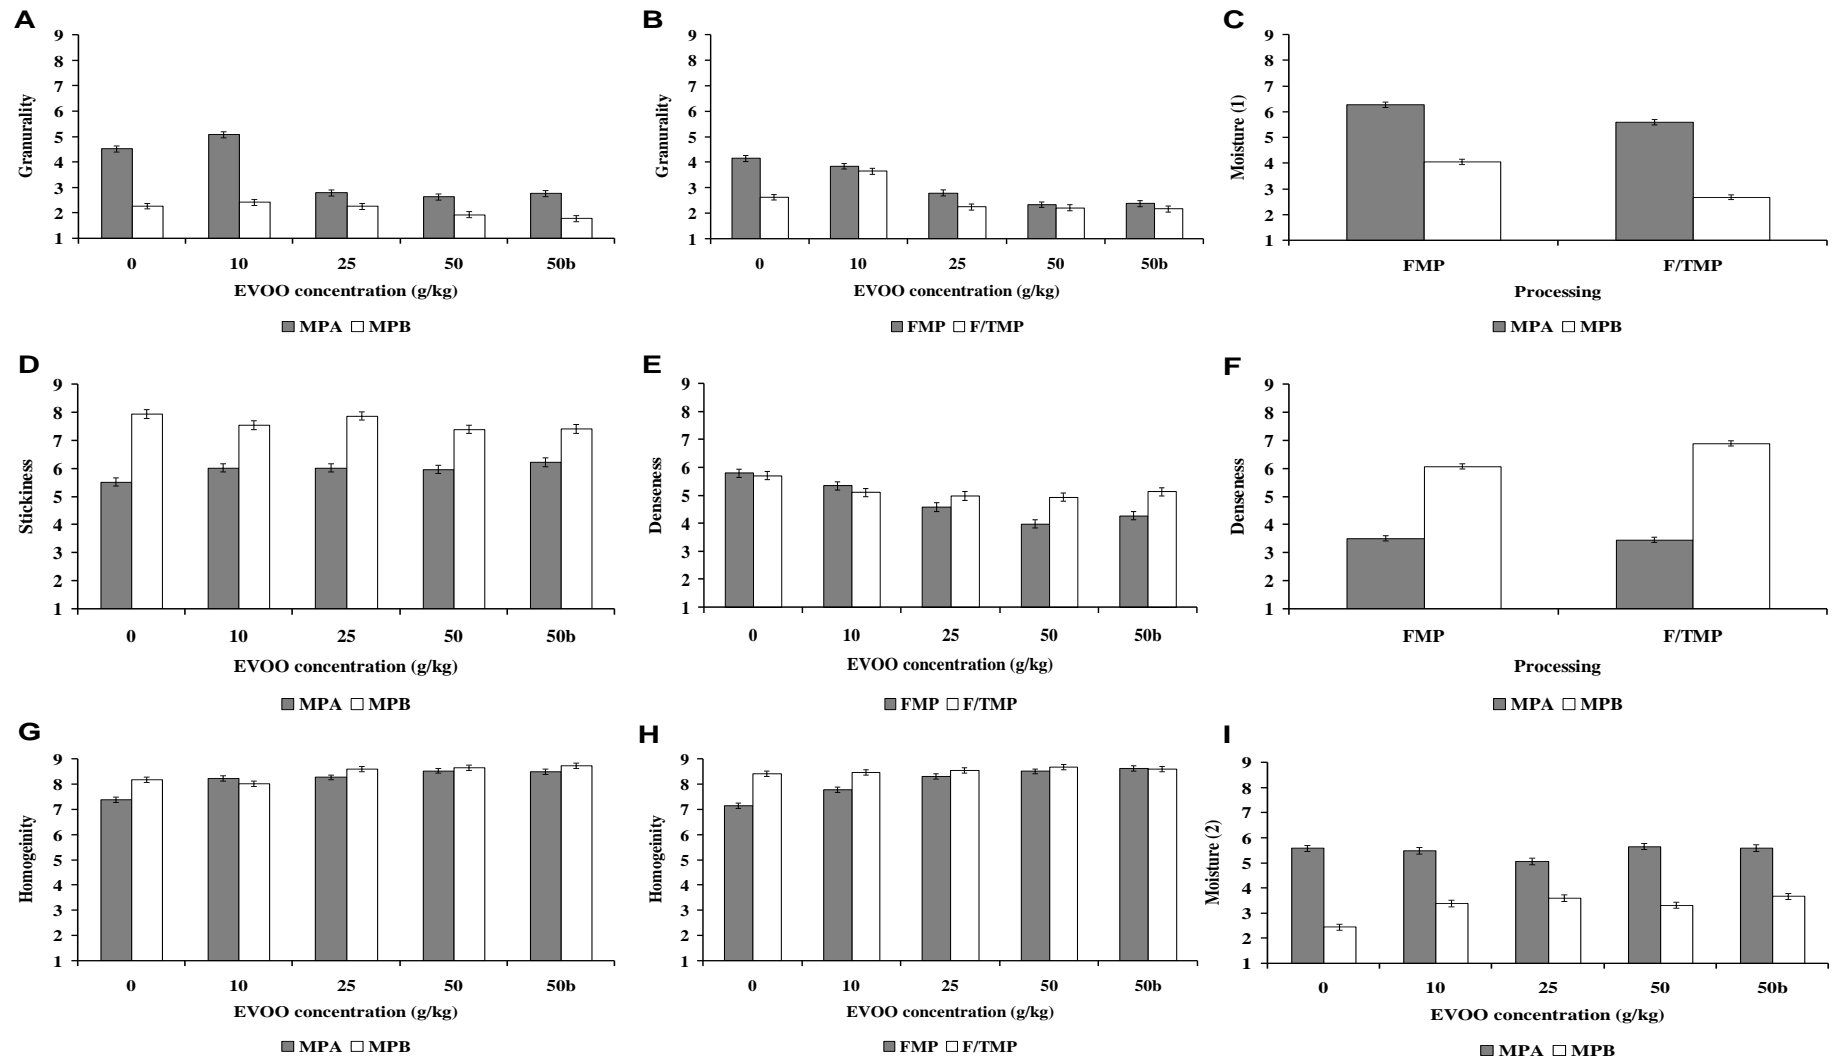 A
9
8
7
6
5
4
3
2
1
Granurality
0 10 25 50 50b
EVOO concentration (g/kg)
MPA MPB
B
9
8
7
6
5
4
3
2
1
Granurality
0 10 25 50 50b
EVOO concentration (g/kg)
FMP F/TMP
C
9
8
7
6
5
4
3
2
1
Moisture (1)
FMP F/TMP
Processing
MPA MPB
D
9
8
7
6
5
4
3
2
1
Stickiness
0 10 25 50 50b
EVOO concentration (g/kg)
MPA MPB
E
9
8
7
6
5
4
3
2
1
Denseness
0 10 25 50 50b
EVOO concentration (g/kg)
FMP F/TMP
F
9
8
7
6
5
4
3
2
1
Denseness
FMP F/TMP
Processing
MPA MPB
G
9
8
7
6
5
4
3
2
1
Homogeinity
0 10 25 50 50b
EVOO concentration (g/kg)
MPA MPB
H
9
8
7
6
5
4
3
2
1
Homogeinity
0 10 25 50 50b
EVOO concentration (g/kg)
FMP F/TMP
I
9
8
7
6
5
4
3
2
1
Moisture (2)
0 10 25 50 50b
EVOO concentration (g/kg)
MPA MPB